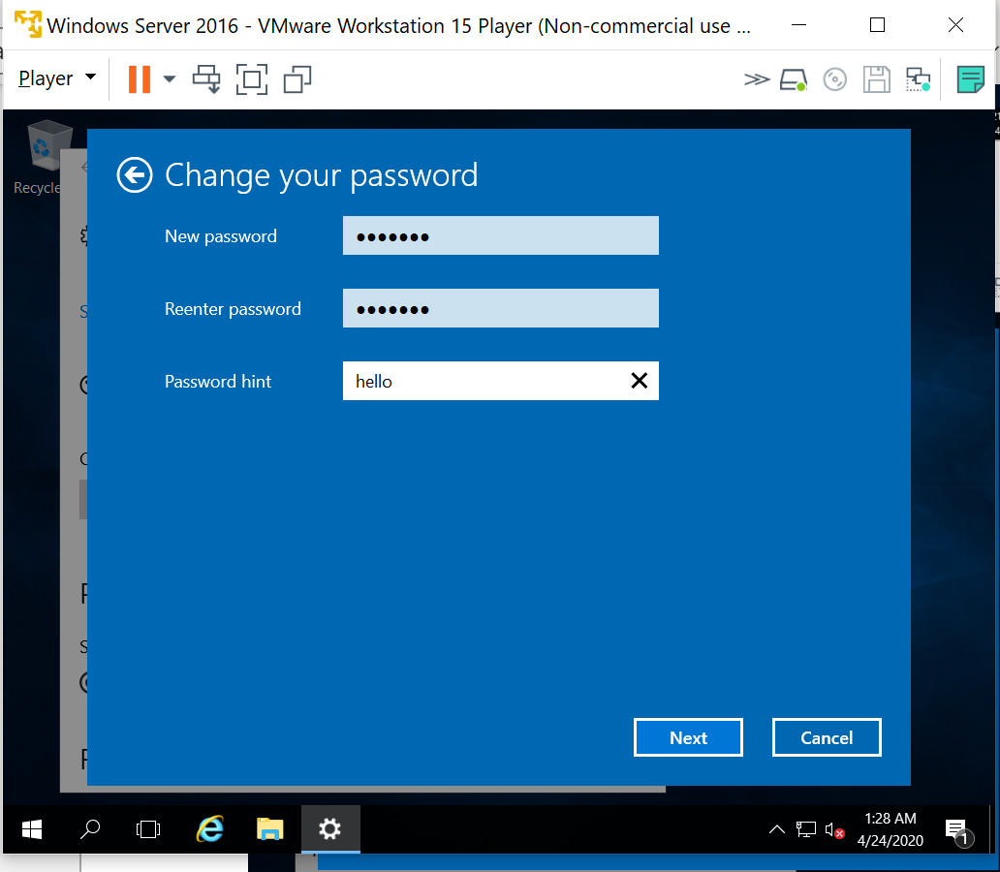 Windows Server 2016 - VMware Workstation 15 Player (Non-commercial use ...
Player
Recycle
Change your password
New password
Reenter password
Password hint
hello
Next
Cancel
1:28 AM
4/24/2020
1